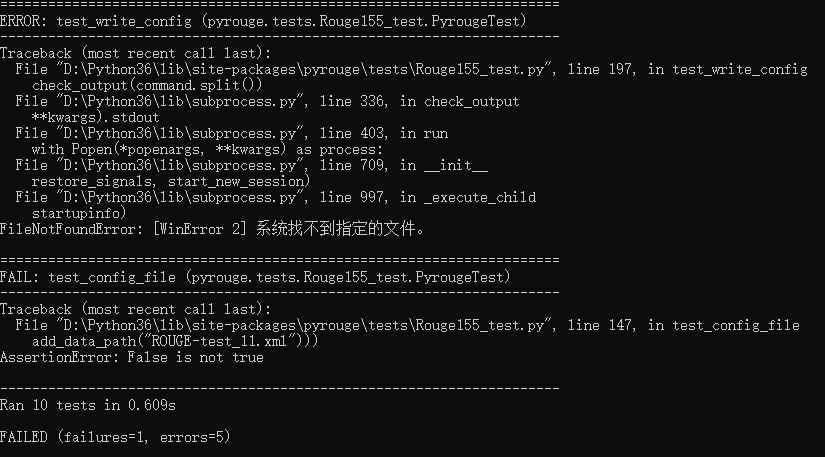 ======================================================================
ERROR: test_write_config (pyrouge.tests.Rouge155_test.PyrougeTest)
----------------------------------------------------------------------
Traceback (most recent call last):
  File "D:\Python36\lib\site-packages\pyrouge\tests\Rouge155_test.py", line 197, in test_write_config
    check_output(command.split())
  File "D:\Python36\lib\subprocess.py", line 336, in check_output
    **kwargs).stdout
  File "D:\Python36\lib\subprocess.py", line 403, in run
    with Popen(*popenargs, **kwargs) as process:
  File "D:\Python36\lib\subprocess.py", line 709, in __init__
    restore_signals, start_new_session)
  File "D:\Python36\lib\subprocess.py", line 997, in _execute_child
    startupinfo)
FileNotFoundError: [WinError 2] 系统找不到指定的文件。
======================================================================
FAIL: test_config_file (pyrouge.tests.Rouge155_test.PyrougeTest)
----------------------------------------------------------------------
Traceback (most recent call last):
  File "D:\Python36\lib\site-packages\pyrouge\tests\Rouge155_test.py", line 147, in test_config_file
    add_data_path("ROUGE-test_11.xml")))
AssertionError: False is not true
----------------------------------------------------------------------
Ran 10 tests in 0.609s
FAILED (failures=1, errors=5)